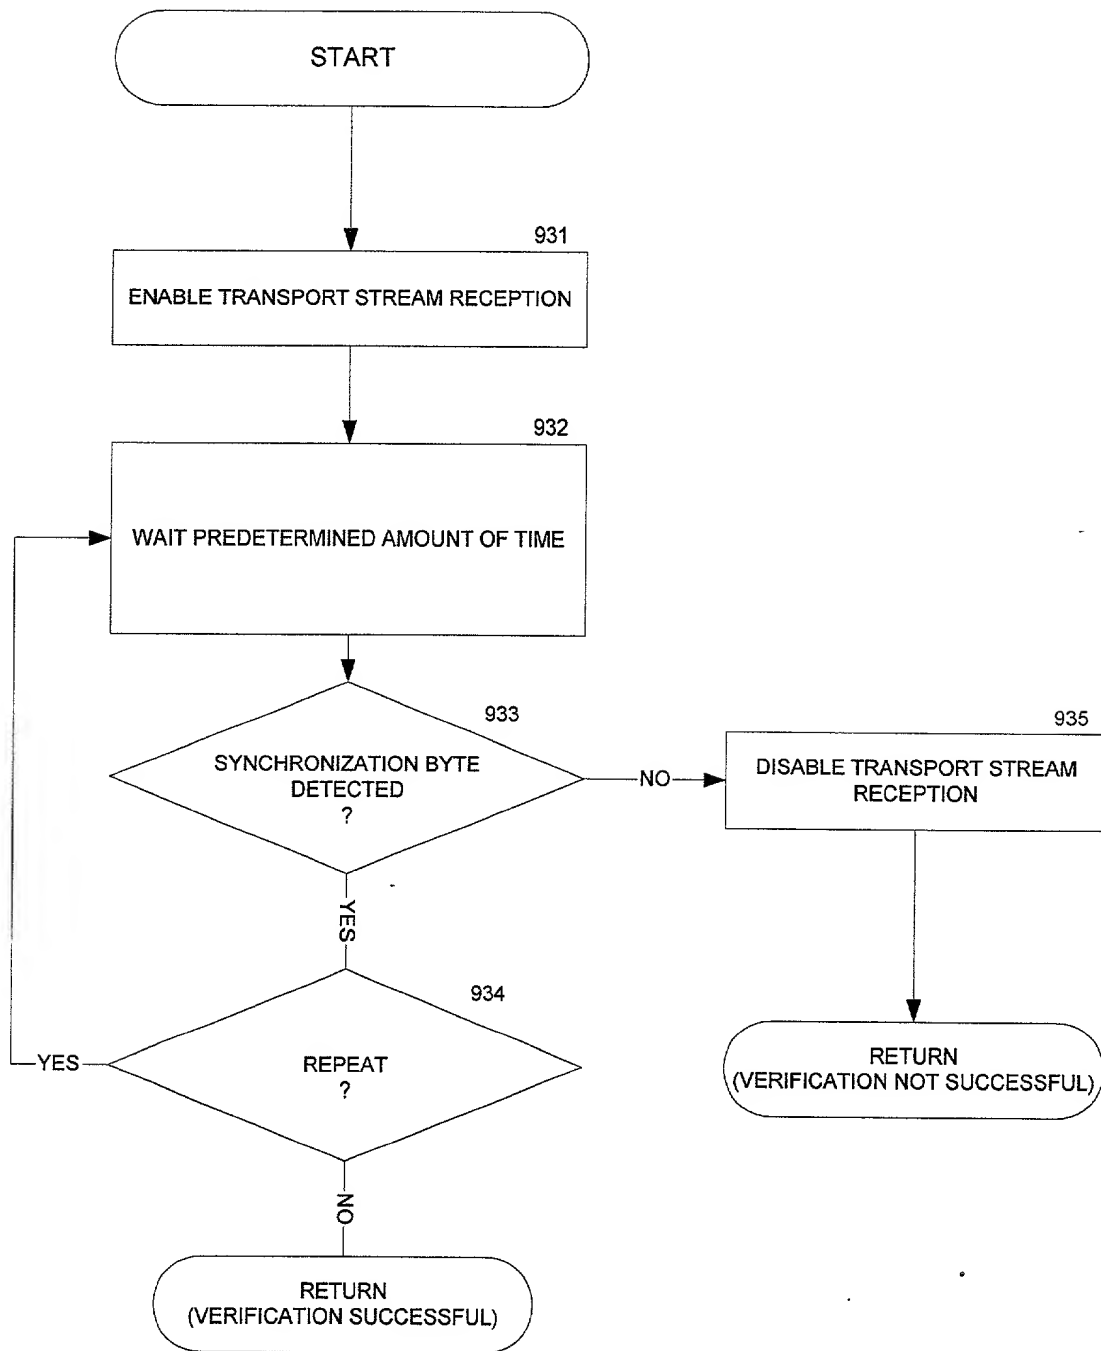 START
931
ENABLE TRANSPORT STREAM RECEPTION
932
WAIT PREDETERMINED AMOUNT OF TIME
933
SYNCHRONIZATION BYTE
DETECTED
?
NO
935
DISABLE TRANSPORT STREAM
RECEPTION
YES
934
REPEAT
?
YES
RETURN
(VERIFICATION NOT SUCCESSFUL)
NO
RETURN
(VERIFICATION SUCCESSFUL)